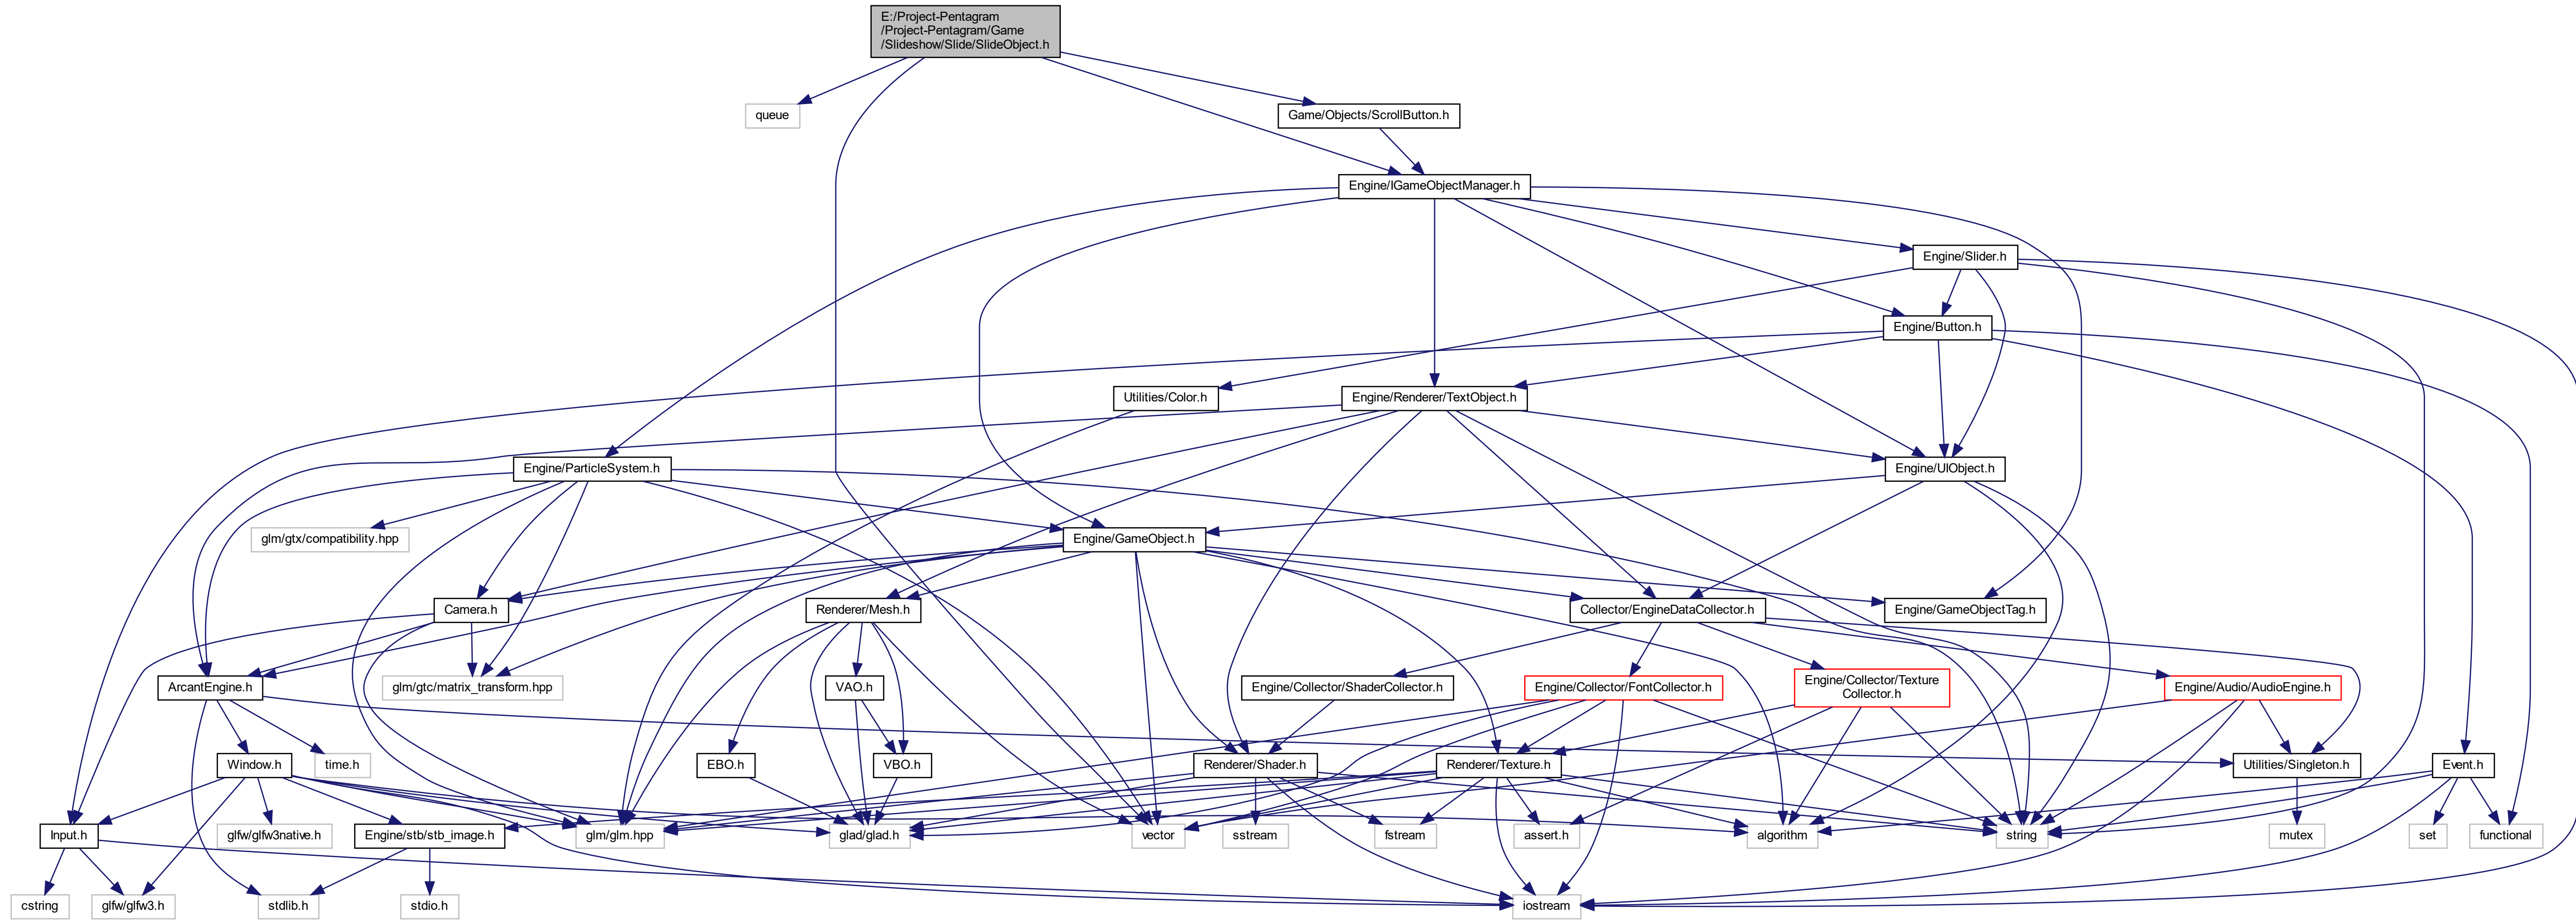 E:/Project-Pentagram
/Project-Pentagram/Game
/Slideshow/Slide/SlideObject.h
queue
Game/Objects/ScrollButton.h
Engine/IGameObjectManager.h
Engine/Slider.h
Engine/Button.h
Utilities/Color.h
Engine/Renderer/TextObject.h
Engine/ParticleSystem.h
Engine/UIObject.h
glm/gtx/compatibility.hpp
Engine/GameObject.h
Camera.h
Renderer/Mesh.h
Collector/EngineDataCollector.h
Engine/GameObjectTag.h
ArcantEngine.h
glm/gtc/matrix_transform.hpp
VAO.h
Engine/Collector/ShaderCollector.h
Engine/Collector/FontCollector.h
Engine/Collector/Texture
Collector.h
Engine/Audio/AudioEngine.h
Window.h
time.h
EBO.h
VBO.h
Renderer/Shader.h
Renderer/Texture.h
Utilities/Singleton.h
Event.h
Input.h
glfw/glfw3native.h
Engine/stb/stb_image.h
glm/glm.hpp
glad/glad.h
vector
sstream
fstream
assert.h
algorithm
string
mutex
set
functional
cstring
glfw/glfw3.h
stdlib.h
stdio.h
iostream